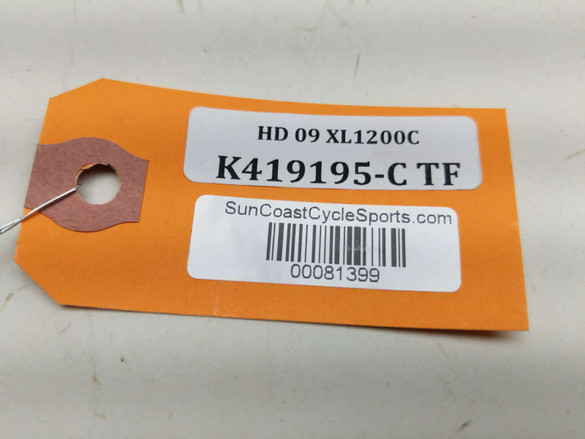 HD 09 XL1200C
K419195-C TF
SunCoastCycleSports.com
00081399